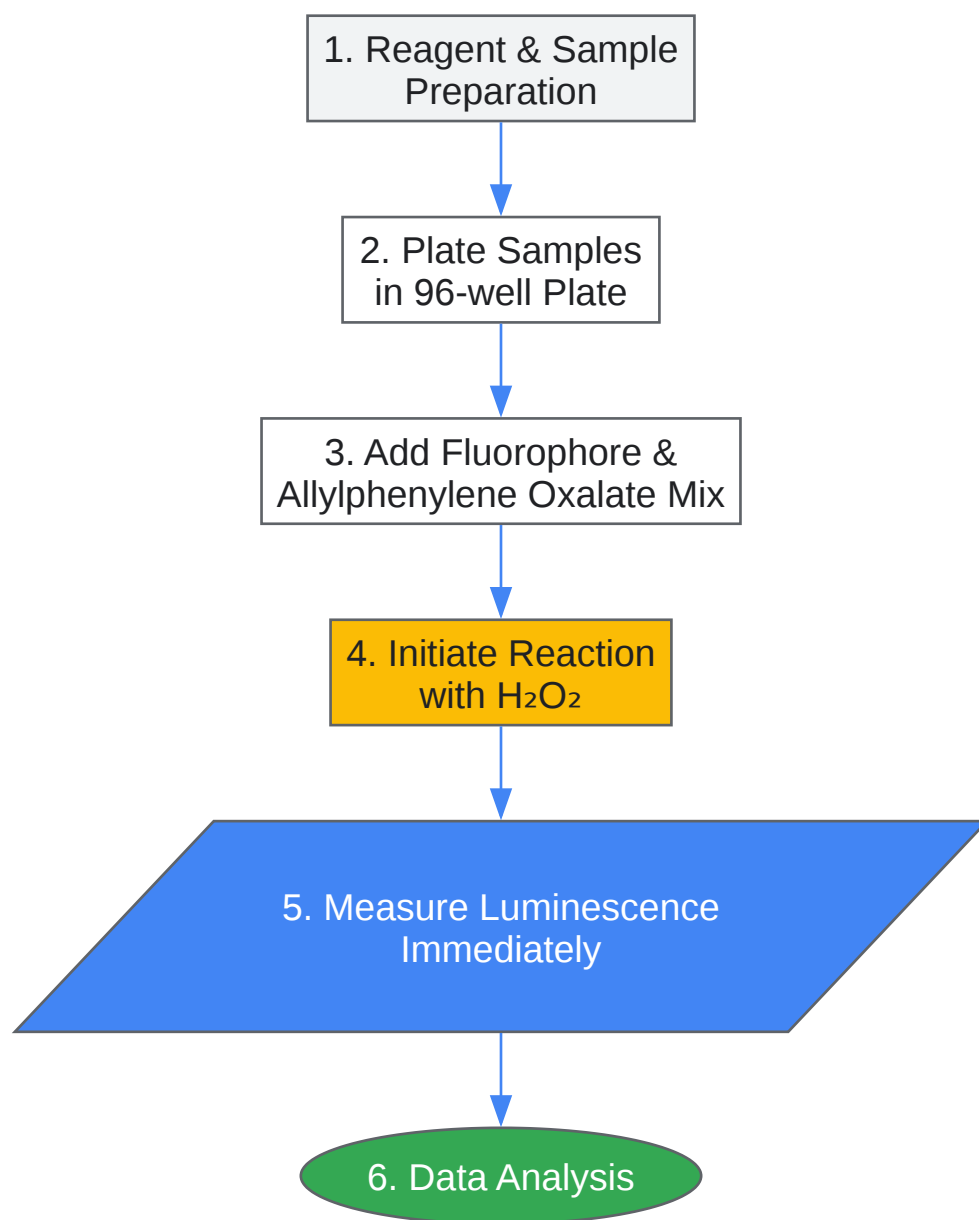 1. Reagent & Sample
Preparation
2. Plate Samples
in 96-well Plate
3. Add Fluorophore &
Allylphenylene Oxalate Mix
4. Initiate Reaction
with H₂O₂
5. Measure Luminescence
Immediately
6. Data Analysis